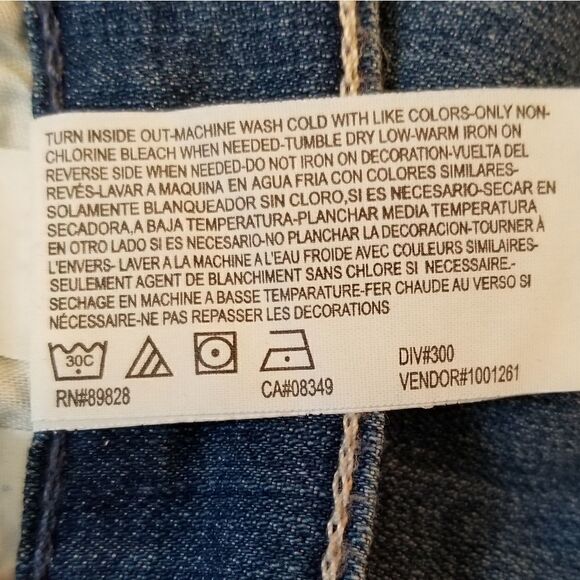 TURN INSIDE OUT-MACHINE WASH COLD WITH LIKE COLORS-ONLY NON-
CHLORINE BLEACH WHEN NEEDED-TUMBLE DRY LOW-WARM IRON ON
REVERSE SIDE WHEN NEEDED-DO NOT IRON ON DECORATION-VUELTA DEL
REVÉS-LAVAR A MAQUINA EN AGUA FRIA CON COLORES SIMILARES-
SOLAMENTE BLANQUEADOR SIN CLORO,SI ES NECESARIO-SECAR EN
SECADORA,A BAJA TEMPERATURA-PLANCHAR MEDIA TEMPERATURA
EN OTRO LADO SI ES NECESARIO-NO PLANCHAR LA DECORACION-TOURNER À
L'ENVERS- LAVER A LA MACHINE A L'EAU FROIDE AVEC COULEURS SIMILAIRES-
SEULEMENT AGENT DE BLANCHIMENT SANS CHLORE SI NÉCESSAIRE.-
SECHAGE EN MACHINE A BASSE TEMPARATURE-FER CHAUDE AU VERSO SI
NÉCESSAIRE-NE PAS REPASSER LES DECORATIONS
30C
RN#89828 CA#08349
DIV#300
VENDOR#1001261